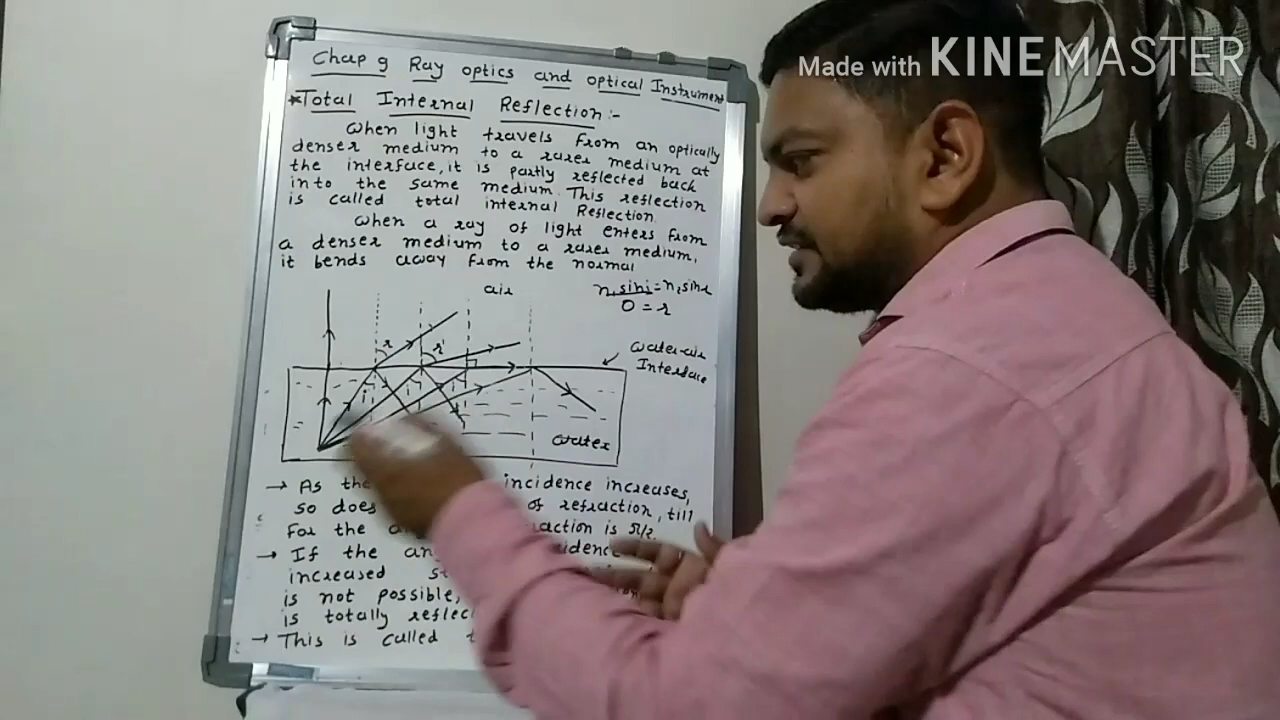 Made with KINEMASTER
Chap 9 Ray optics and optical Instrument
*Total Internal Reflection:-
When light travels from an optically
denser medium to a rarer medium at
the interface, it is partly reflected back
into the same medium. This reflection
is called total internal Reflection
When a ray of light enters from
a denser medium to a rarer medium,
it bends away from the normal
air
n, sini = n, sinr
0 = r
r
r
water-air
Interface
i
water
→ As the incidence increases,
so does of refraction, till
for the is π/2.
→ If the
increased
is not possible,
is totally
→ This is called